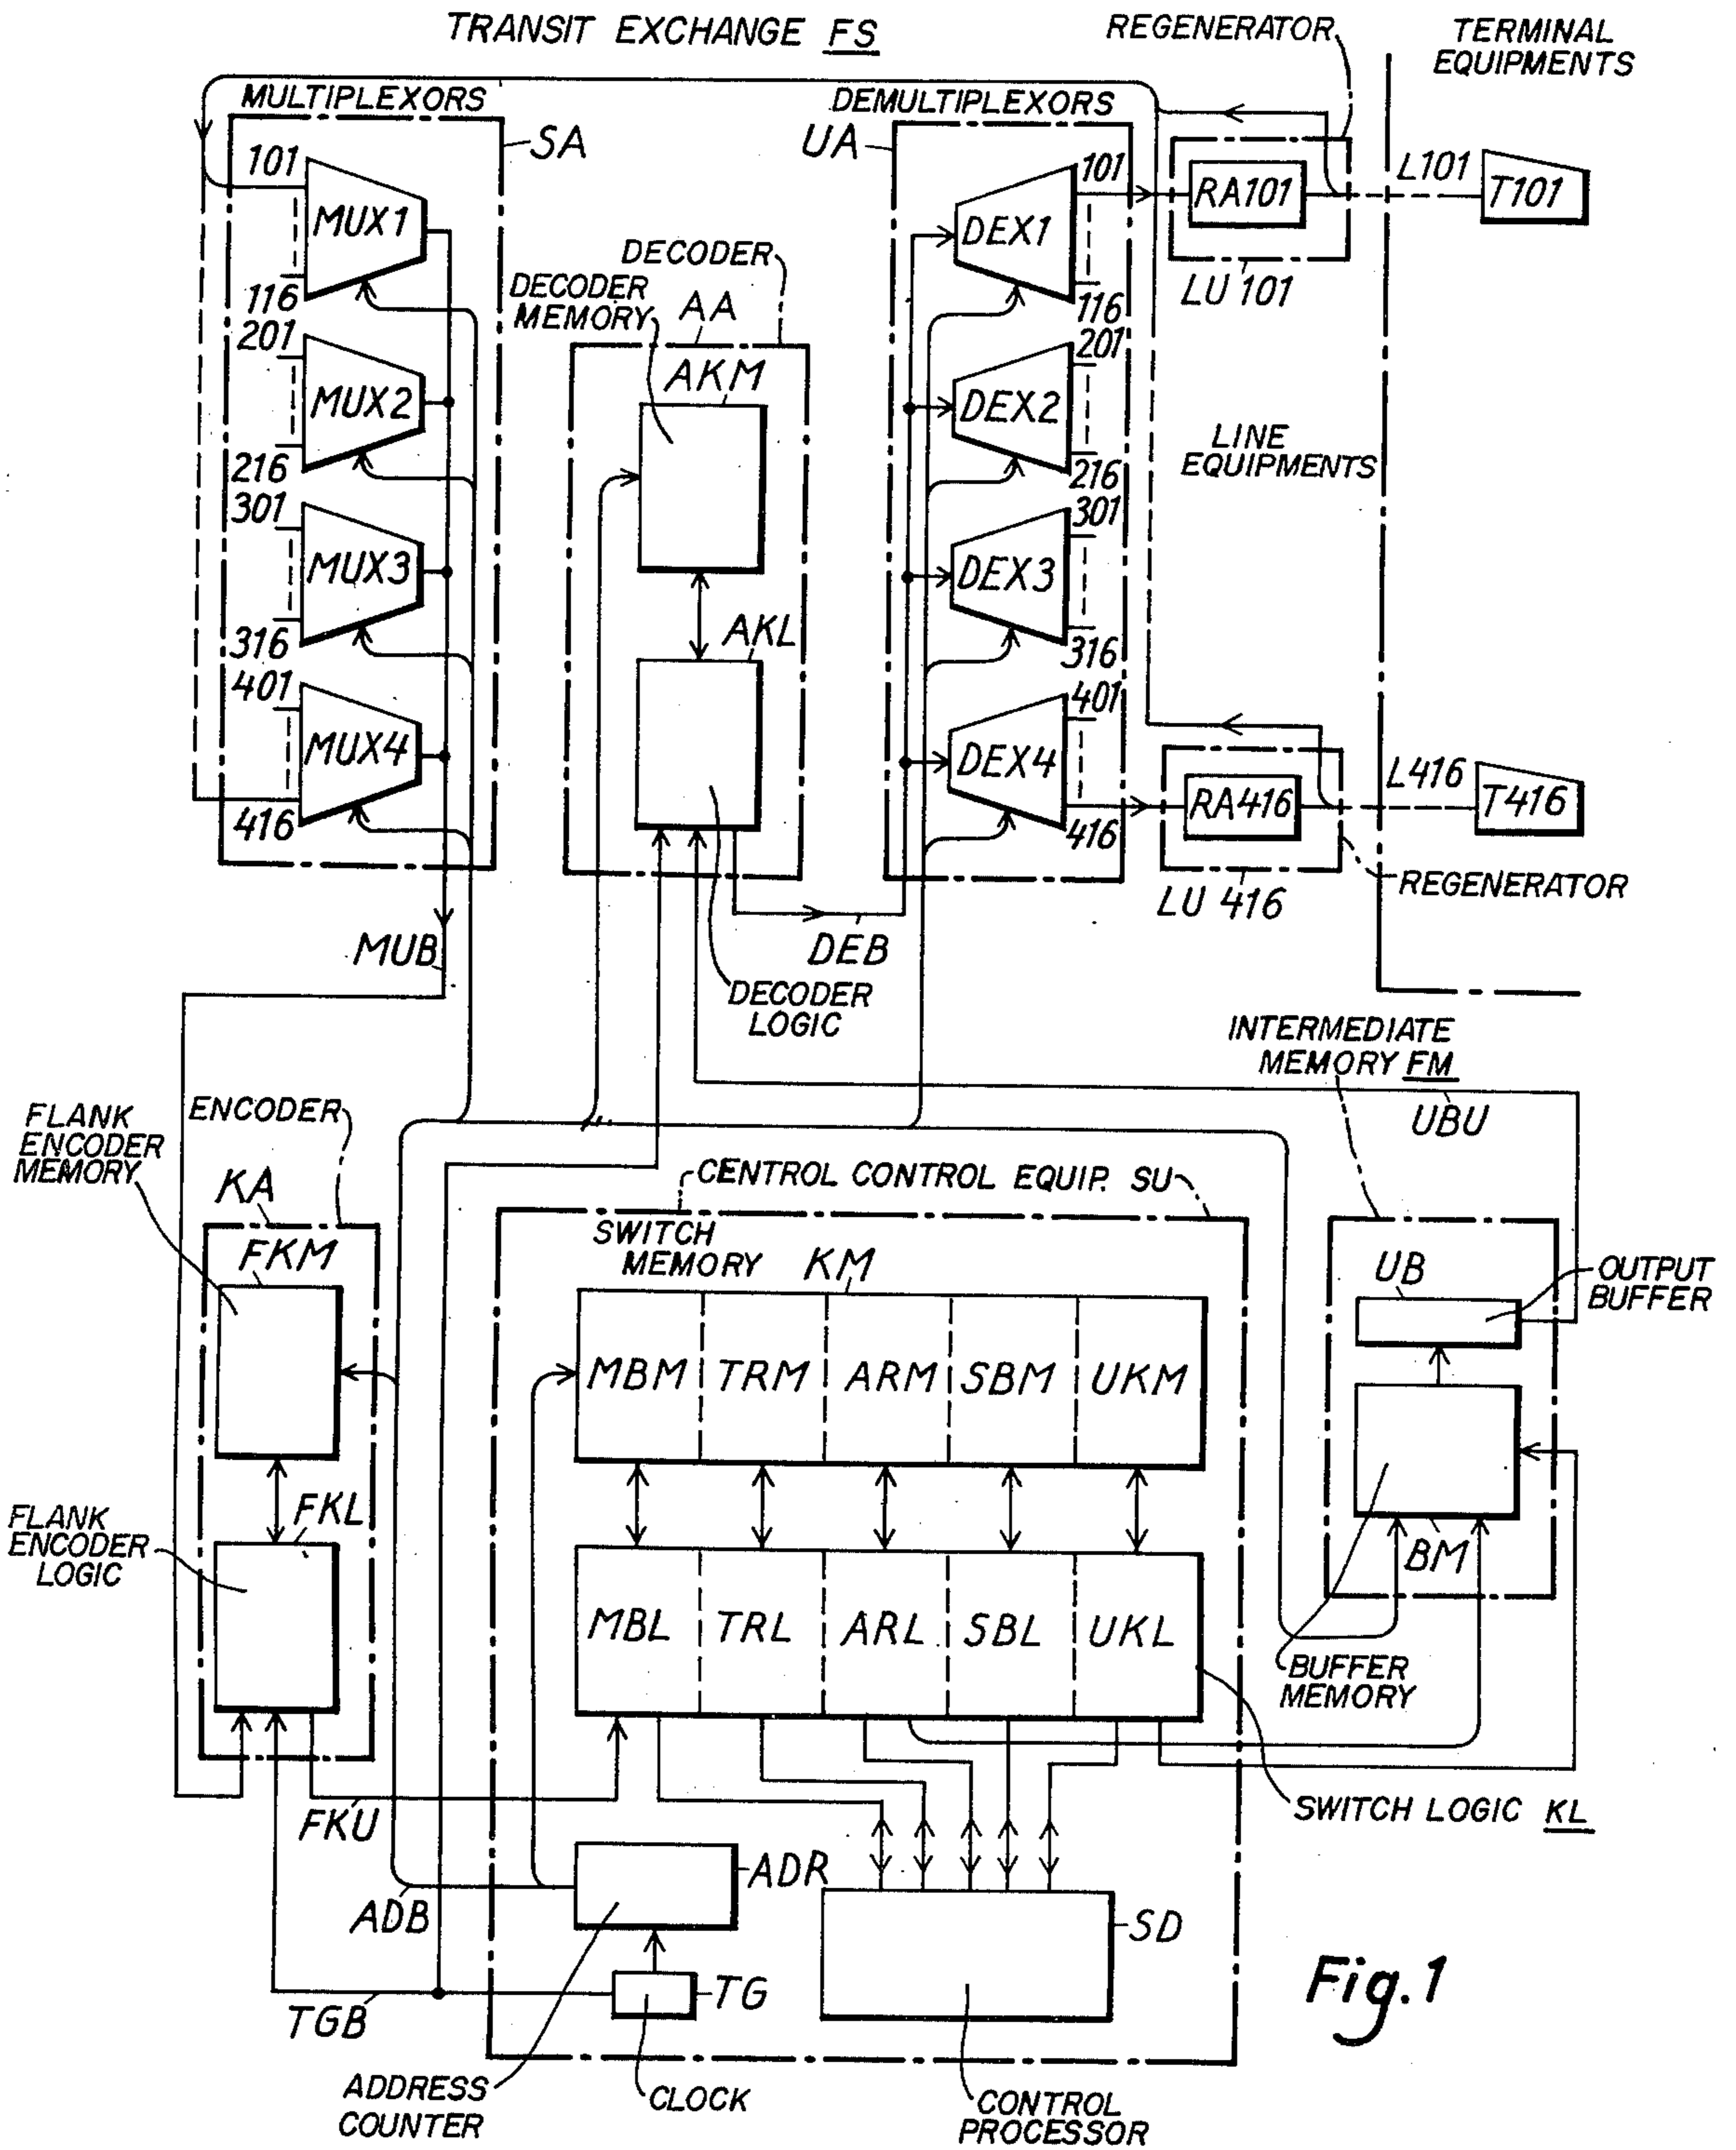 TRANSIT EXCHANGE FS
REGENERATOR
TERMINAL
EQUIPMENTS
MULTIPLEXORS
SA
DEMULTIPLEXORS
UA
101
MUX1
116
201
MUX2
216
301
MUX3
316
401
MUX4
416
DECODER
DECODER
MEMORY
AA
AKM
AKL
101
DEX1
116
201
DEX2
216
301
DEX3
316
401
DEX4
416
RA101
LU 101
L101
T101
LINE
EQUIPMENTS
RA416
LU 416
L416
T416
REGENERATOR
MUB
DEB
DECODER
LOGIC
INTERMEDIATE
MEMORY FM
UBU
FLANK
ENCODER
MEMORY
ENCODER
KA
FKM
CENTROL CONTROL EQUIP. SU
SWITCH
MEMORY
KM
MBM
TRM
ARM
SBM
UKM
UB
OUTPUT
BUFFER
FLANK
ENCODER
LOGIC
FKL
MBL
TRL
ARL
SBL
UKL
BM
BUFFER
MEMORY
FKU
SWITCH LOGIC KL
ADB
ADR
SD
TGB
TG
Fig.1
ADDRESS
COUNTER
CLOCK
CONTROL
PROCESSOR